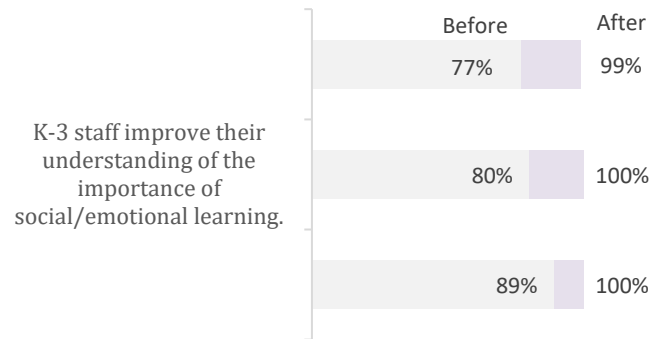 Before After
77% 99%
K-3 staff improve their
understanding of the
importance of
social/emotional learning.
80% 100%
89% 100%